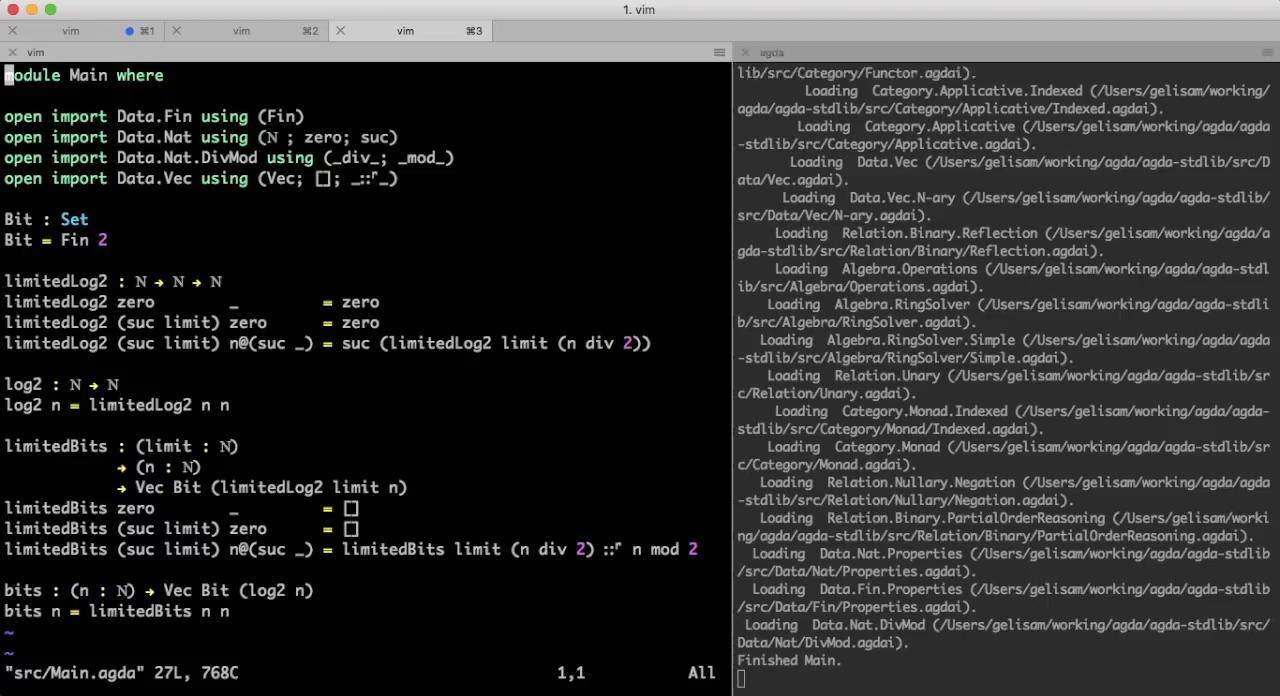 1. vim
vim ⌘1 vim ⌘2 vim ⌘3
vim
module Main where
open import Data.Fin using (Fin)
open import Data.Nat using (ℕ ; zero; suc)
open import Data.Nat.DivMod using (_div_; _mod_)
open import Data.Vec using (Vec; []; _∷ʳ_)
Bit : Set
Bit = Fin 2
limitedLog2 : ℕ → ℕ → ℕ
limitedLog2 zero _ = zero
limitedLog2 (suc limit) zero = zero
limitedLog2 (suc limit) n@(suc _) = suc (limitedLog2 limit (n div 2))
log2 : ℕ → ℕ
log2 n = limitedLog2 n n
limitedBits : (limit : ℕ)
→ (n : ℕ)
→ Vec Bit (limitedLog2 limit n)
limitedBits zero _ = []
limitedBits (suc limit) zero = []
limitedBits (suc limit) n@(suc _) = limitedBits limit (n div 2) ∷ʳ n mod 2
bits : (n : ℕ) → Vec Bit (log2 n)
bits n = limitedBits n n
~
~
"src/Main.agda" 27L, 768C 1,1 All
agda
lib/src/Category/Functor.agdai).
Loading Category.Applicative.Indexed (/Users/gelisam/working/
agda/agda-stdlib/src/Category/Applicative/Indexed.agdai).
Loading Category.Applicative (/Users/gelisam/working/agda/agda
-stdlib/src/Category/Applicative.agdai).
Loading Data.Vec (/Users/gelisam/working/agda/agda-stdlib/src/D
ata/Vec.agdai).
Loading Data.Vec.N-ary (/Users/gelisam/working/agda/agda-stdlib/
src/Data/Vec/N-ary.agdai).
Loading Relation.Binary.Reflection (/Users/gelisam/working/agda/a
gda-stdlib/src/Relation/Binary/Reflection.agdai).
Loading Algebra.Operations (/Users/gelisam/working/agda/agda-stdl
ib/src/Algebra/Operations.agdai).
Loading Algebra.RingSolver (/Users/gelisam/working/agda/agda-stdli
b/src/Algebra/RingSolver.agdai).
Loading Algebra.RingSolver.Simple (/Users/gelisam/working/agda/agda
-stdlib/src/Algebra/RingSolver/Simple.agdai).
Loading Relation.Unary (/Users/gelisam/working/agda/agda-stdlib/sr
c/Relation/Unary.agdai).
Loading Category.Monad.Indexed (/Users/gelisam/working/agda/agda-
stdlib/src/Category/Monad/Indexed.agdai).
Loading Category.Monad (/Users/gelisam/working/agda/agda-stdlib/sr
c/Category/Monad.agdai).
Loading Relation.Nullary.Negation (/Users/gelisam/working/agda/agda
-stdlib/src/Relation/Nullary/Negation.agdai).
Loading Relation.Binary.PartialOrderReasoning (/Users/gelisam/worki
ng/agda/agda-stdlib/src/Relation/Binary/PartialOrderReasoning.agdai).
Loading Data.Nat.Properties (/Users/gelisam/working/agda/agda-stdlib
/src/Data/Nat/Properties.agdai).
Loading Data.Fin.Properties (/Users/gelisam/working/agda/agda-stdlib
/src/Data/Fin/Properties.agdai).
Loading Data.Nat.DivMod (/Users/gelisam/working/agda/agda-stdlib/src/
Data/Nat/DivMod.agdai).
Finished Main.